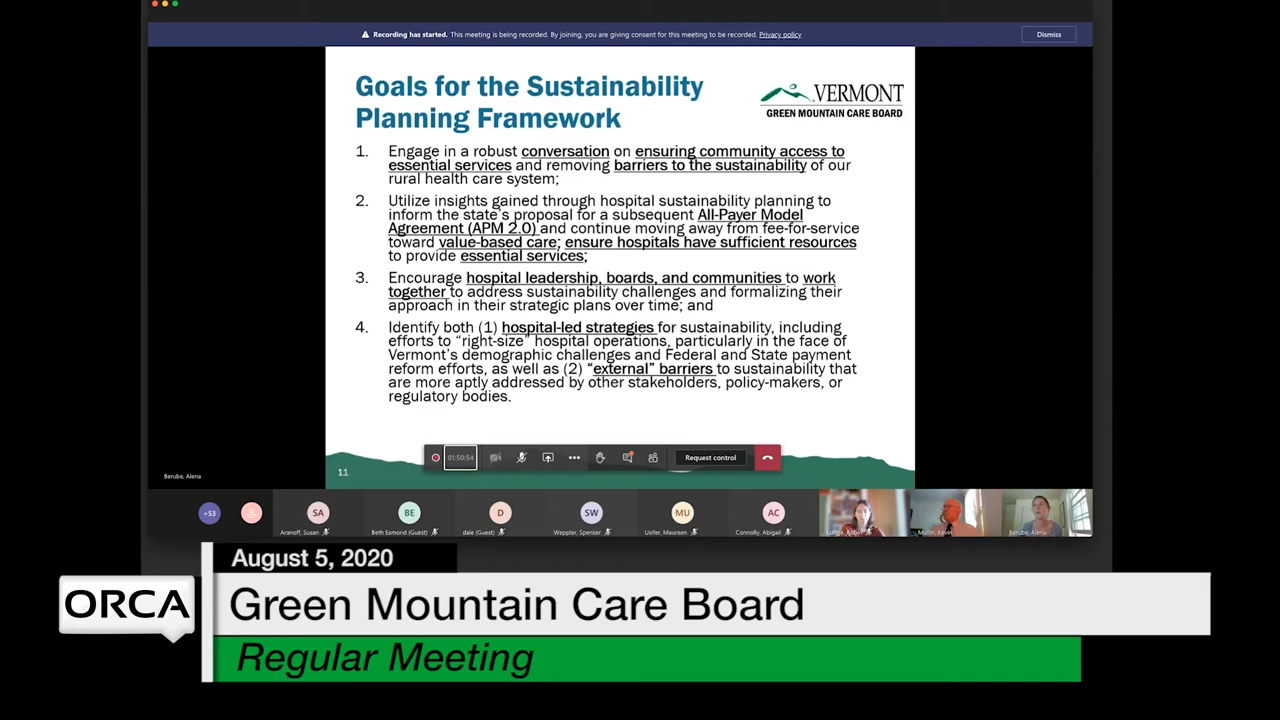 Recording has started. This meeting is being recorded. By joining, you are giving consent for this meeting to be recorded. Privacy policy
Dismiss
Goals for the Sustainability
Planning Framework
VERMONT
GREEN MOUNTAIN CARE BOARD
1. Engage in a robust conversation on ensuring community access to
essential services and removing barriers to the sustainability of our
rural health care system;
2. Utilize insights gained through hospital sustainability planning to
inform the state's proposal for a subsequent All-Payer Model
Agreement (APM 2.0) and continue moving away from fee-for-service
toward value-based care; ensure hospitals have sufficient resources
to provide essential services;
3. Encourage hospital leadership, boards, and communities to work
together to address sustainability challenges and formalizing their
approach in their strategic plans over time; and
4. Identify both (1) hospital-led strategies for sustainability, including
efforts to "right-size" hospital operations, particularly in the face of
Vermont's demographic challenges and Federal and State payment
reform efforts, as well as (2) "external" barriers to sustainability that
are more aptly addressed by other stakeholders, policy-makers, or
regulatory bodies.
01:50:54
Request control
11
Berube, Alena
+53
SA
BE
D
SW
MU
AC
Aranoff, Susan
Beth Esmond (Guest)
dale (Guest)
Weppler, Spenser
Usifer, Maureen
Connolly, Abigail
Mullin, Kevin
Berube, Alena
August 5, 2020
ORCA
Green Mountain Care Board
Regular Meeting